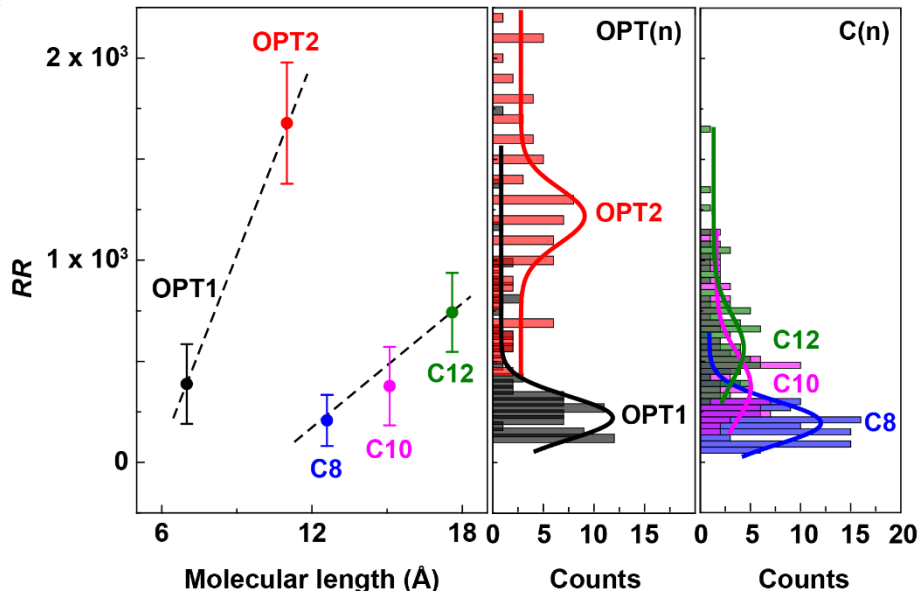 RR
2 x 10³
1 x 10³
0
OPT2
OPT1
C12
C10
C8
6
12
18
Molecular length (Å)
OPT(n)
OPT2
OPT1
0
5
10
15
Counts
C(n)
C12
C10
C8
0
5
10
15
20
Counts